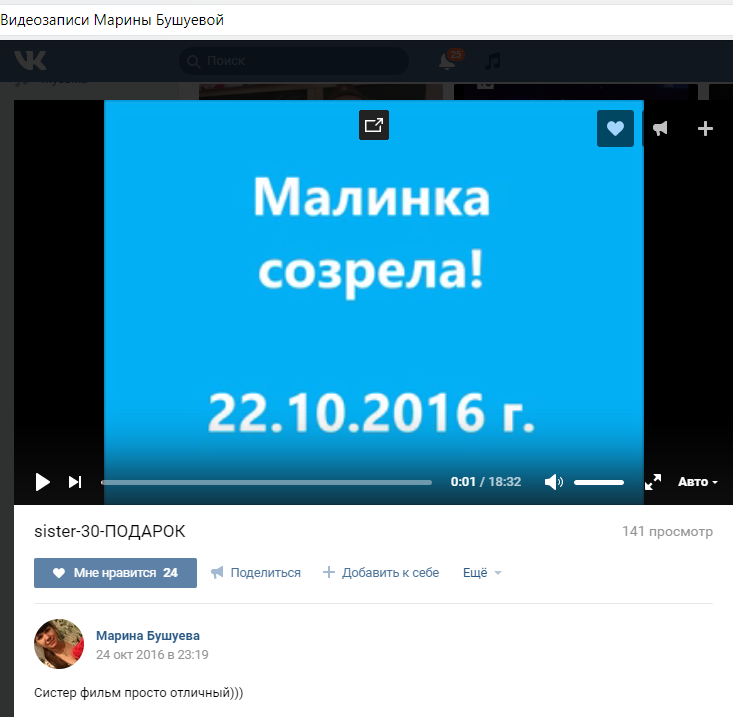 Видеозаписи Марины Бушуевой
Поиск
25
Малинка
созрела!
22.10.2016 г.
0:01 / 18:32
Авто
sister-30-ПОДАРОК
141 просмотр
Мне нравится 24
Поделиться
Добавить к себе
Ещё
Марина Бушуева
24 окт 2016 в 23:19
Систер фильм просто отличный)))